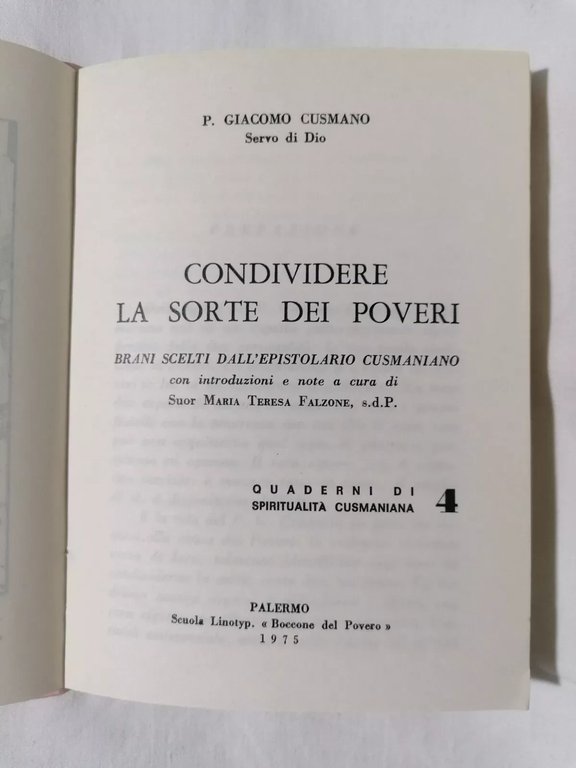 P. GIACOMO CUSMANO
Servo di Dio
CONDIVIDERE
LA SORTE DEI POVERI
BRANI SCELTI DALL'EPISTOLARIO CUSMANIANO
con introduzioni e note a cura di
Suor MARIA TERESA FALZONE, s.d.P.
QUADERNI DI
SPIRITUALITÀ CUSMANIANA 4
PALERMO
Scuola Linotyp. « Boccone del Povero »
1975